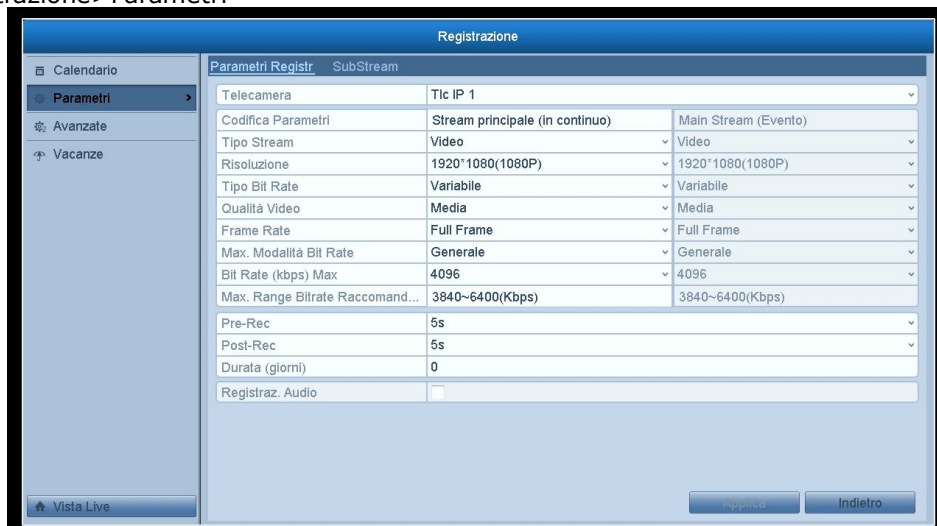 Parametri
Registrazione
Calendario
Parametri
Avanzate
Vacanze
Vista Live
Parametri Registr SubStream
Telecamera Tlc IP 1
Codifica Parametri Stream principale (in continuo) Main Stream (Evento)
Tipo Stream Video Video
Risoluzione 1920*1080(1080P) 1920*1080(1080P)
Tipo Bit Rate Variabile Variabile
Qualità Video Media Media
Frame Rate Full Frame Full Frame
Max. Modalità Bit Rate Generale Generale
Bit Rate (kbps) Max 4096 4096
Max. Range Bitrate Raccomand... 3840~6400(Kbps) 3840~6400(Kbps)
Pre-Rec 5s
Post-Rec 5s
Durata (giorni) 0
Registraz. Audio
Applica Indietro